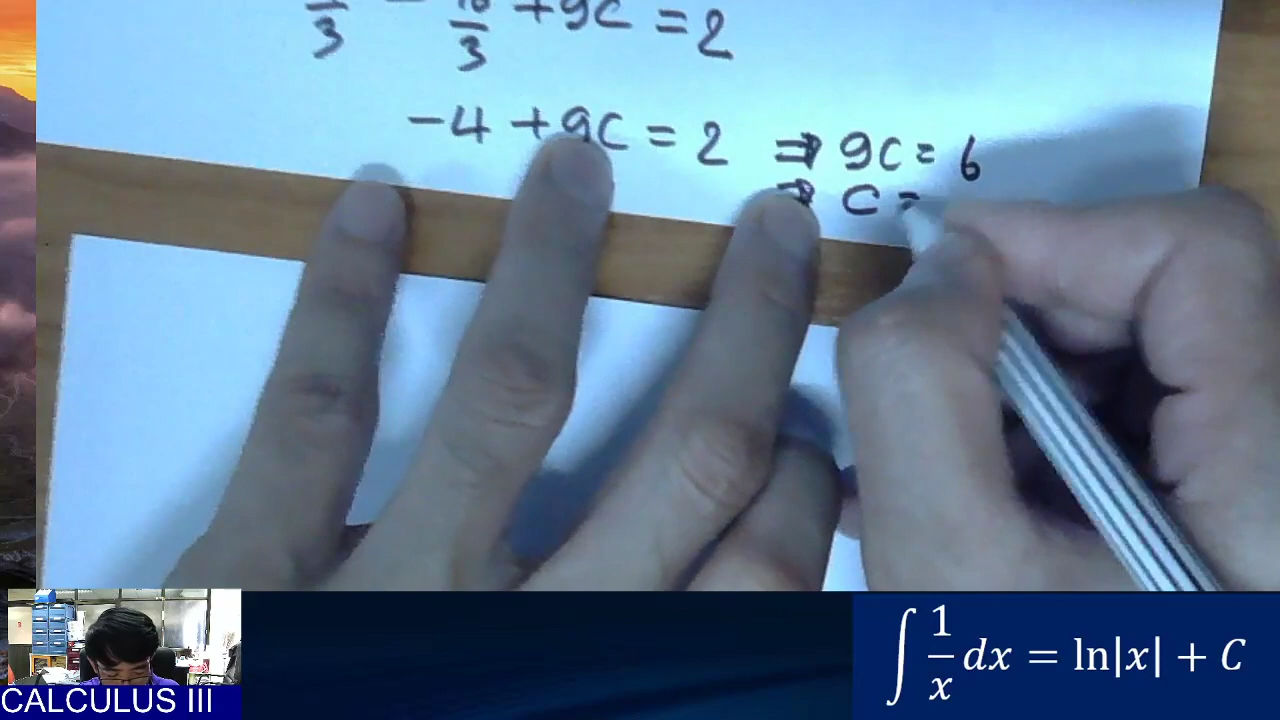 /3 - /3 + 9C = 2
-4 + 9C = 2 ⇒ 9C = 6
⇒ C =
∫ 1/x dx = ln|x| + C
CALCULUS III